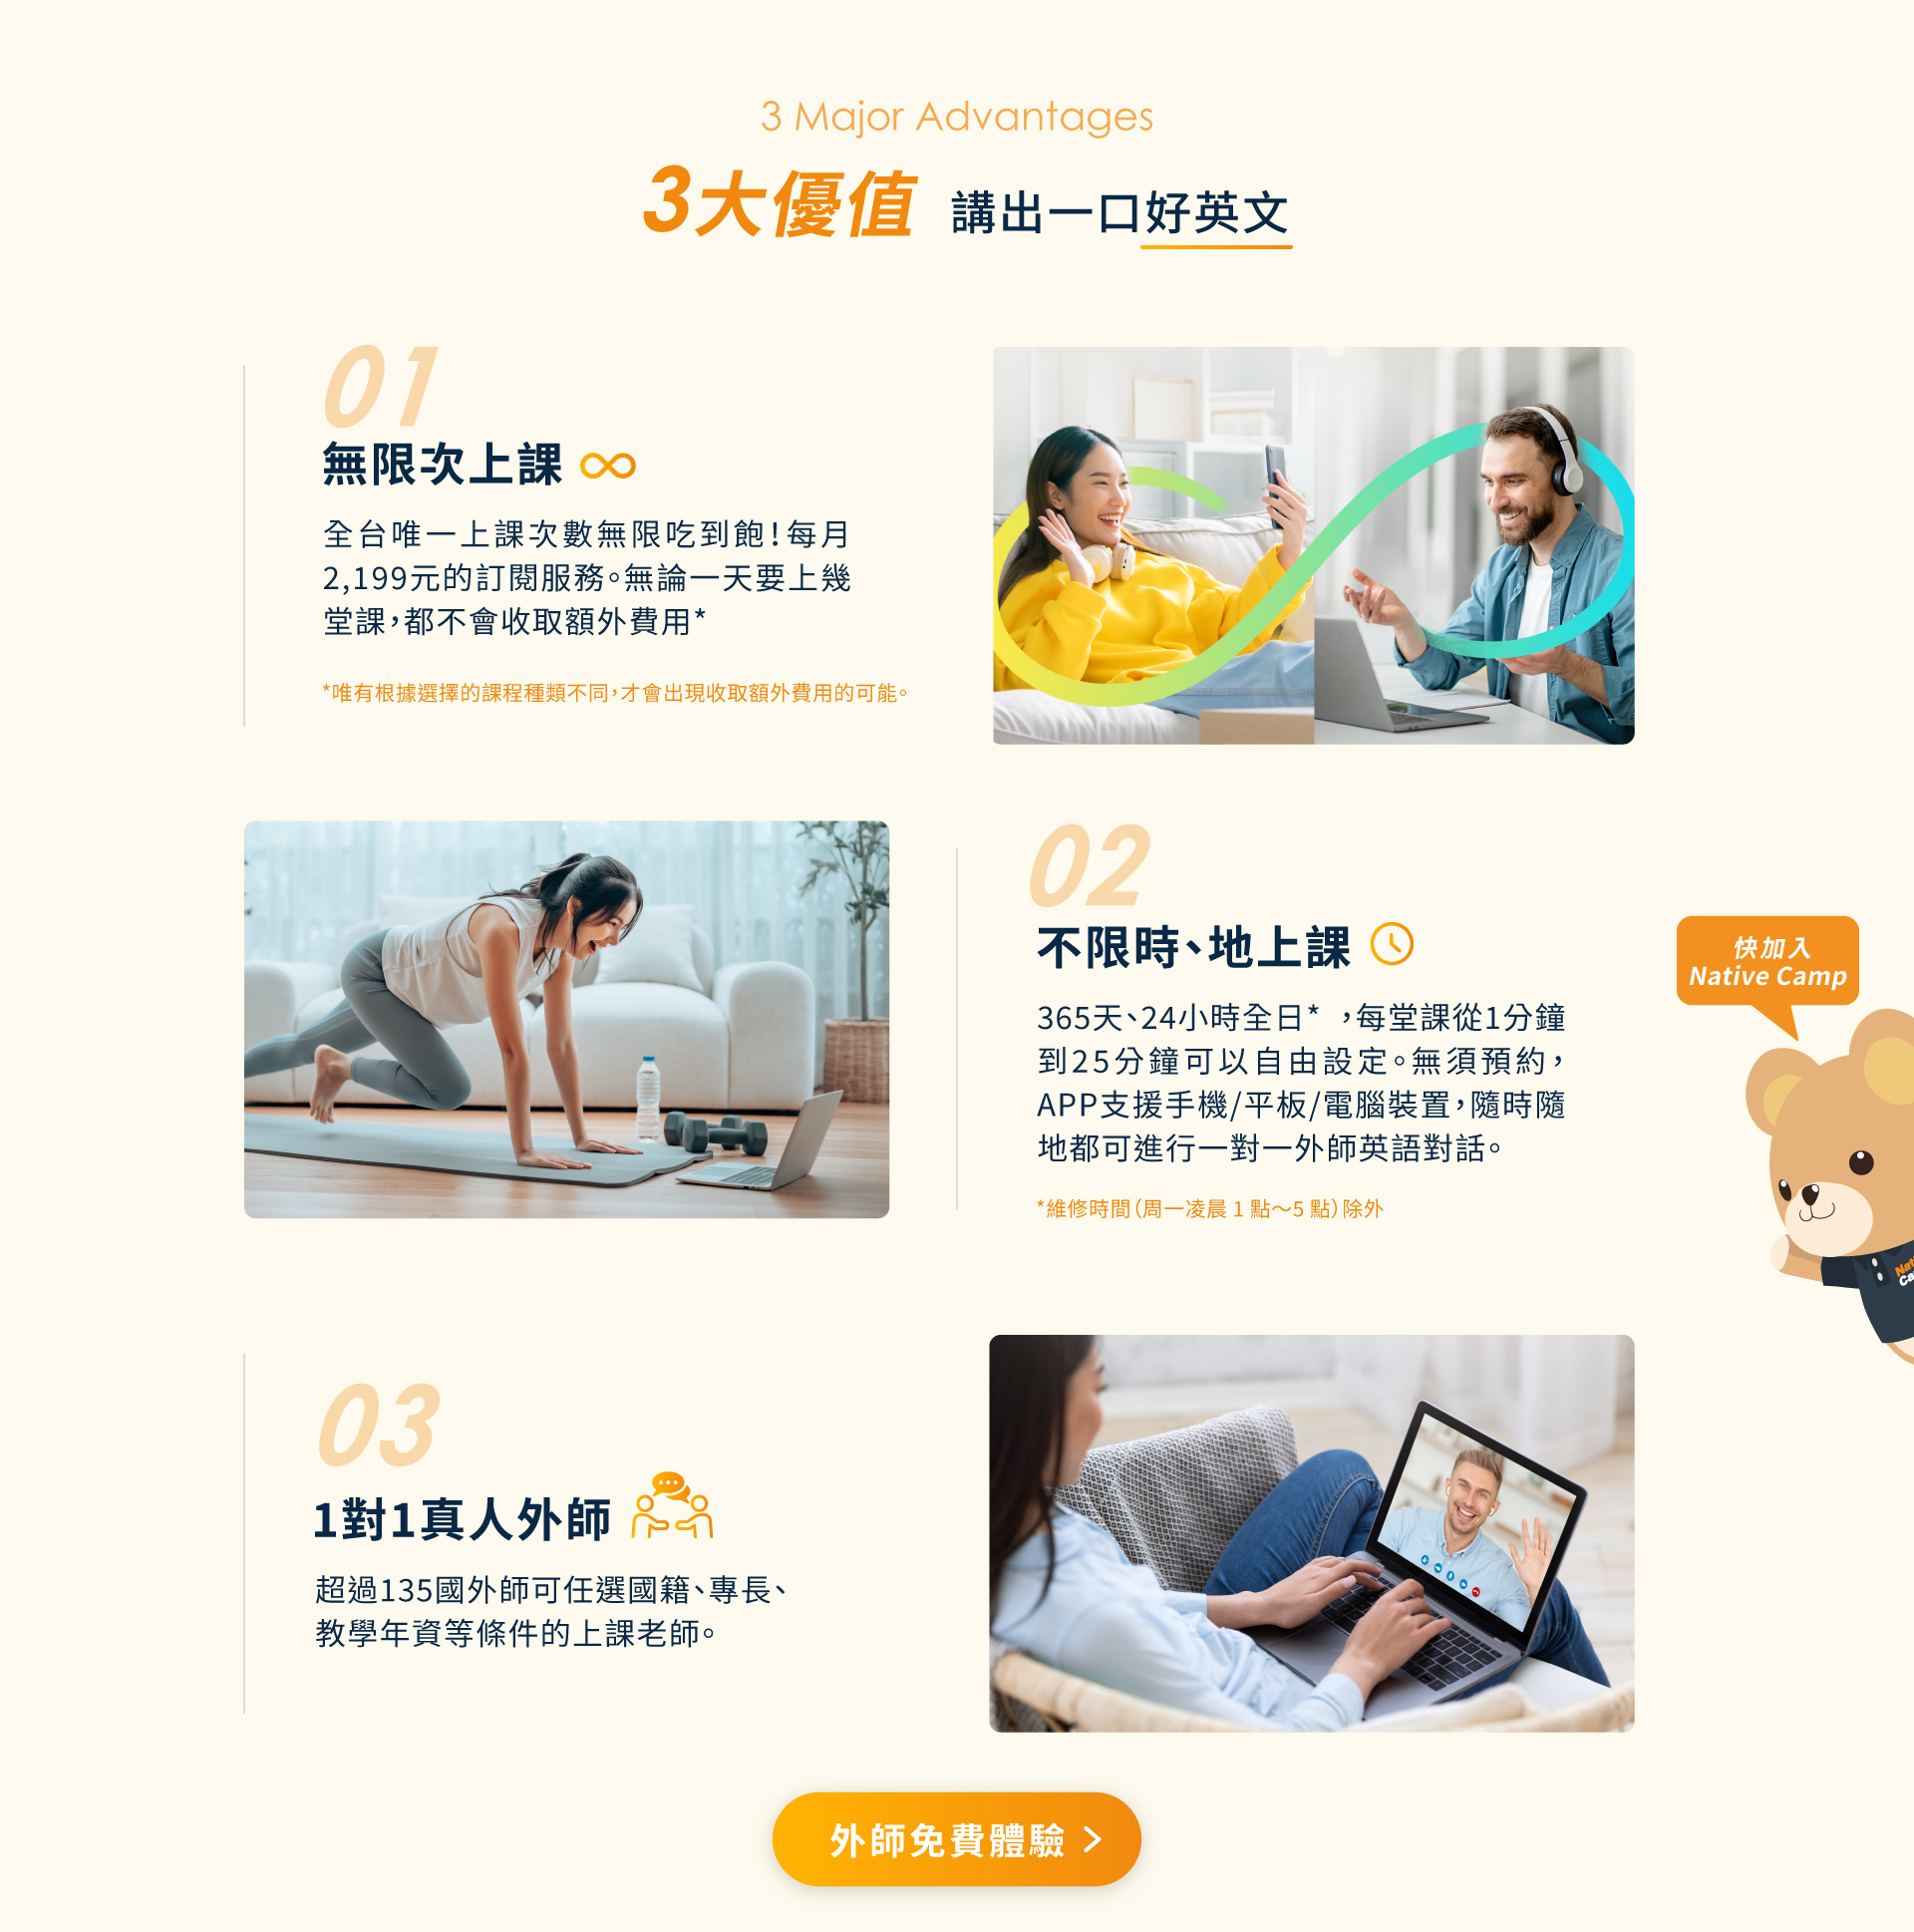 3 Major Advantages
3大優值 講出一口好英文
01
無限次上課
全台唯一上課次數無限吃到飽！每月
2,199元的訂閱服務。無論一天要上幾
堂課，都不會收取額外費用*
*唯有根據選擇的課程種類不同，才會出現收取額外費用的可能。
02
不限時、地上課
365天、24小時全日* ，每堂課從1分鐘
到25分鐘可以自由設定。無須預約，
APP支援手機/平板/電腦裝置，隨時隨
地都可進行一對一外師英語對話。
*維修時間（周一凌晨 1 點～5 點）除外
快加入
Native Camp
03
1對1真人外師
超過135國外師可任選國籍、專長、
教學年資等條件的上課老師。
外師免費體驗